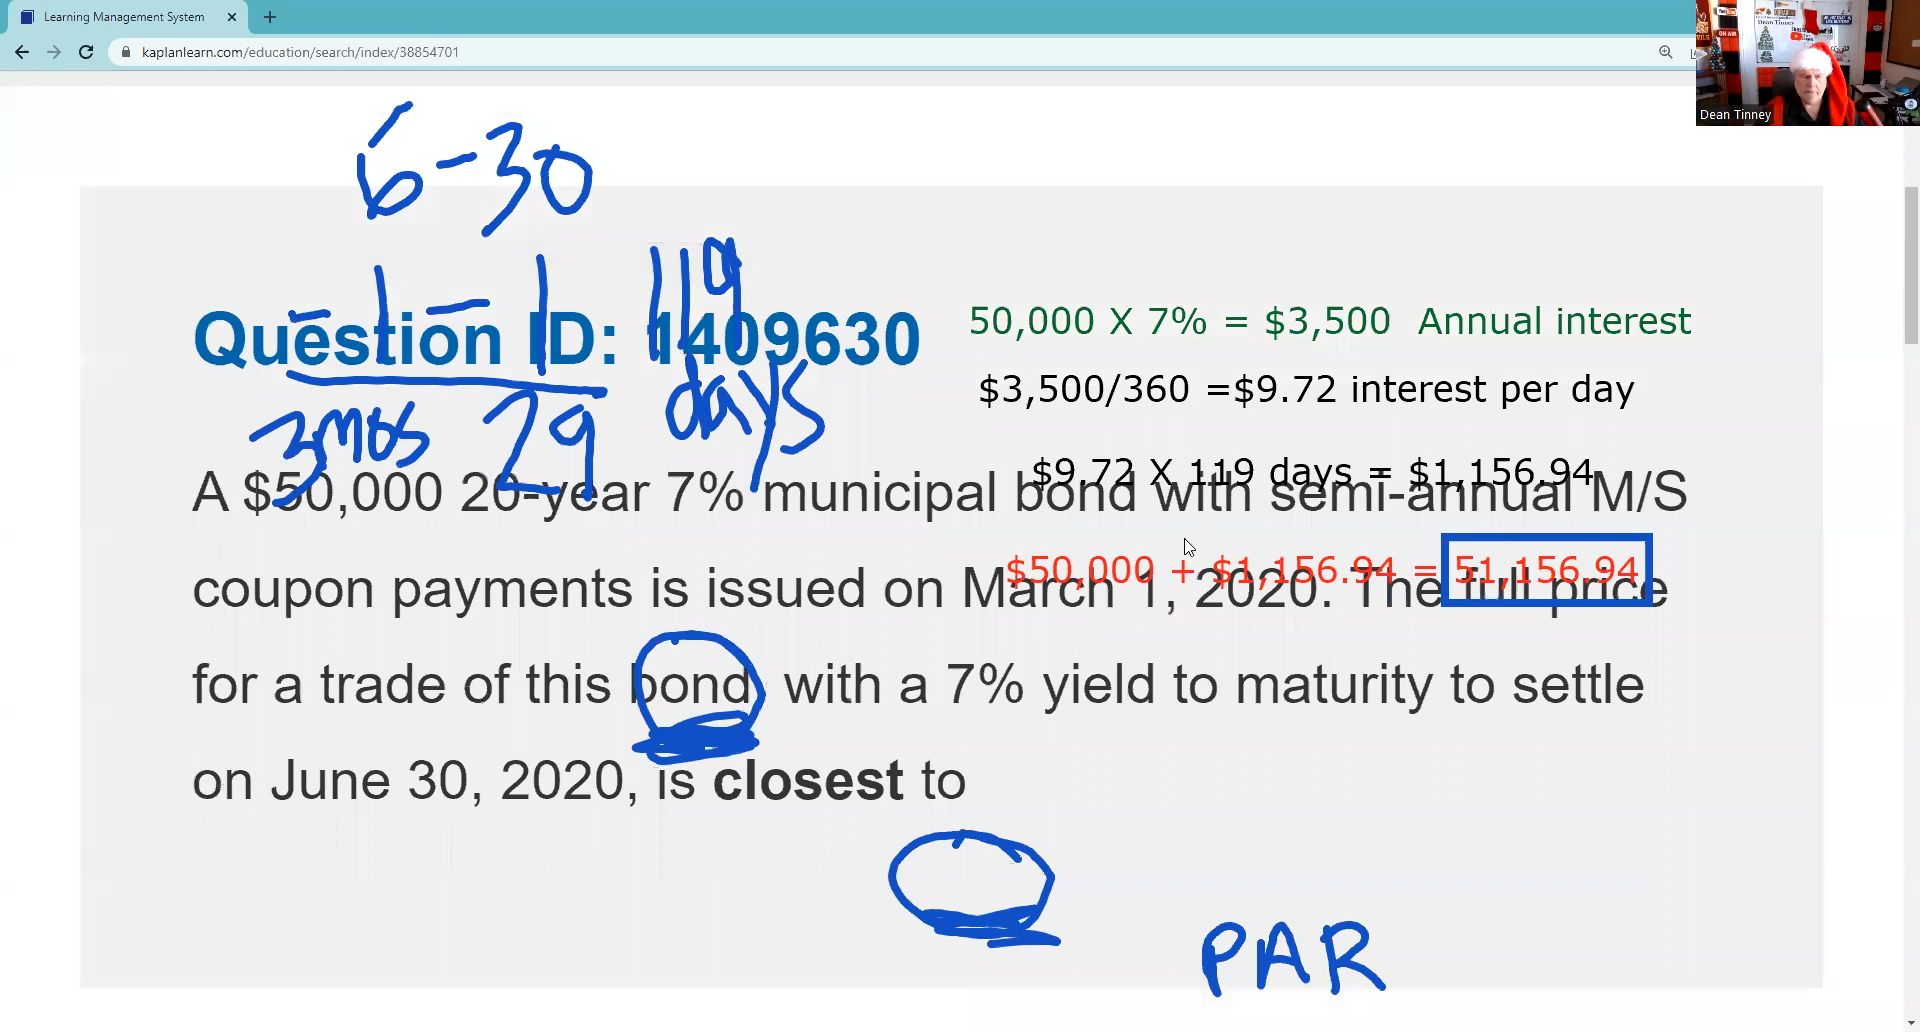 Learning Management System
kaplanlearn.com/education/search/index/38854701
Dean Tinney
6-30
1 - 1 119
days
3mos 29
Question ID: 1409630
50,000 X 7% = $3,500 Annual interest
$3,500/360 =$9.72 interest per day
$9.72 X 119 days = $1,156.94
$50,000 + $1,156.94 = 51,156.94
A $50,000 20-year 7% municipal bond with semi-annual M/S
coupon payments is issued on March 1, 2020. The full price
for a trade of this bond, with a 7% yield to maturity to settle
on June 30, 2020, is closest to
PAR